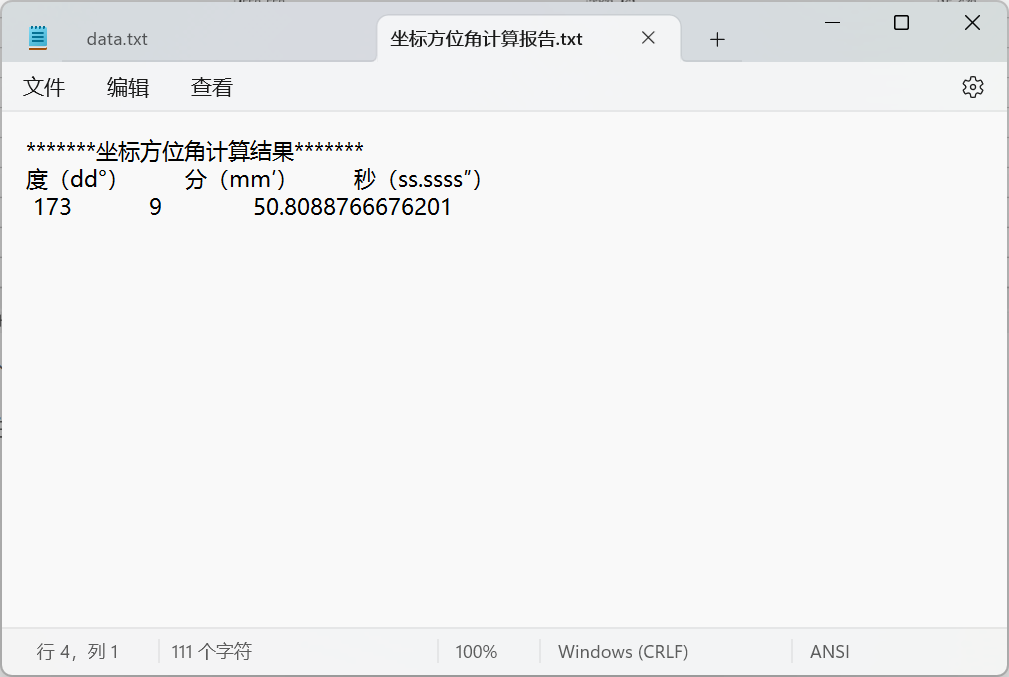 data.txt
坐标方位角计算报告.txt
文件 编辑 查看
*******坐标方位角计算结果*******
度（dd°） 分（mm′） 秒（ss.ssss″）
173 9 50.8088766676201
行 4，列 1 111 个字符 100% Windows (CRLF) ANSI